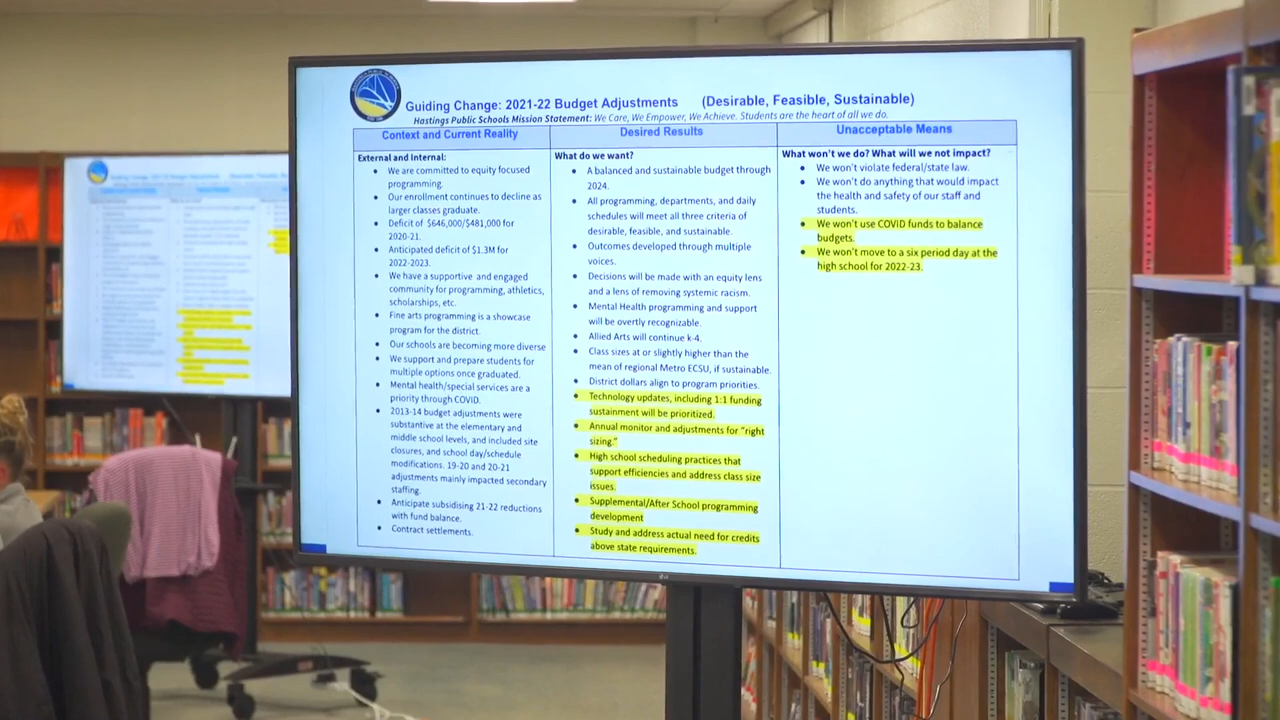 Guiding Change: 2021-22 Budget Adjustments (Desirable, Feasible, Sustainable)
Hastings Public Schools Mission Statement: We Care, We Empower, We Achieve. Students are the heart of all we do.
Context and Current Reality
External and Internal:
• We are committed to equity focused
programming.
• Our enrollment continues to decline as
larger classes graduate.
• Deficit of $646,000/$481,000 for
2020-21.
• Anticipated deficit of $1.3M for
2022-2023.
• We have a supportive and engaged
community for programming, athletics,
scholarships, etc.
• Fine arts programming is a showcase
program for the district.
• Our schools are becoming more diverse
• We support and prepare students for
multiple options once graduated.
• Mental health/special services are a
priority through COVID.
• 2013-14 budget adjustments were
substantive at the elementary and
middle school levels, and included site
closures, and school day/schedule
modifications. 19-20 and 20-21
adjustments mainly impacted secondary
staffing.
• Anticipate subsidising 21-22 reductions
with fund balance.
• Contract settlements.
Desired Results
What do we want?
• A balanced and sustainable budget through
2024.
• All programming, departments, and daily
schedules will meet all three criteria of
desirable, feasible, and sustainable.
• Outcomes developed through multiple
voices.
• Decisions will be made with an equity lens
and a lens of removing systemic racism.
• Mental Health programming and support
will be overtly recognizable.
• Allied Arts will continue k-4.
• Class sizes at or slightly higher than the
mean of regional Metro ECSU, if sustainable.
• District dollars align to program priorities.
• Technology updates, including 1:1 funding
sustainment will be prioritized.
• Annual monitor and adjustments for "right
sizing."
• High school scheduling practices that
support efficiencies and address class size
issues.
• Supplemental/After School programming
development
• Study and address actual need for credits
above state requirements.
Unacceptable Means
What won't we do? What will we not impact?
• We won't violate federal/state law.
• We won't do anything that would impact
the health and safety of our staff and
students.
• We won't use COVID funds to balance
budgets.
• We won't move to a six period day at the
high school for 2022-23.